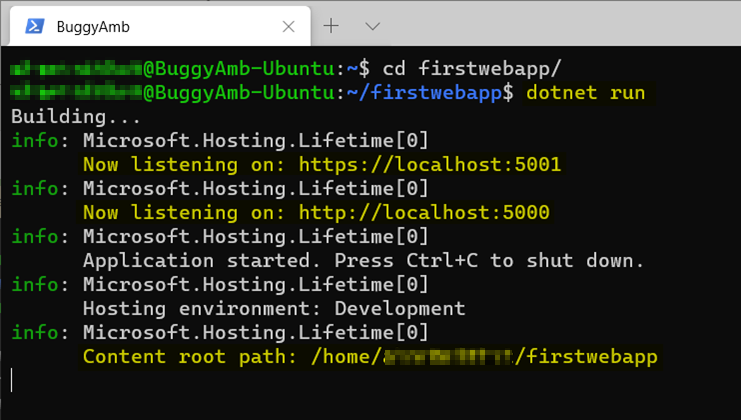 BuggyAmb
@BuggyAmb-Ubuntu:~$ cd firstwebapp/
@BuggyAmb-Ubuntu:~/firstwebapp$ dotnet run
Building...
info: Microsoft.Hosting.Lifetime[0]
Now listening on: https://localhost:5001
info: Microsoft.Hosting.Lifetime[0]
Now listening on: http://localhost:5000
info: Microsoft.Hosting.Lifetime[0]
Application started. Press Ctrl+C to shut down.
info: Microsoft.Hosting.Lifetime[0]
Hosting environment: Development
info: Microsoft.Hosting.Lifetime[0]
Content root path: /home/ /firstwebapp